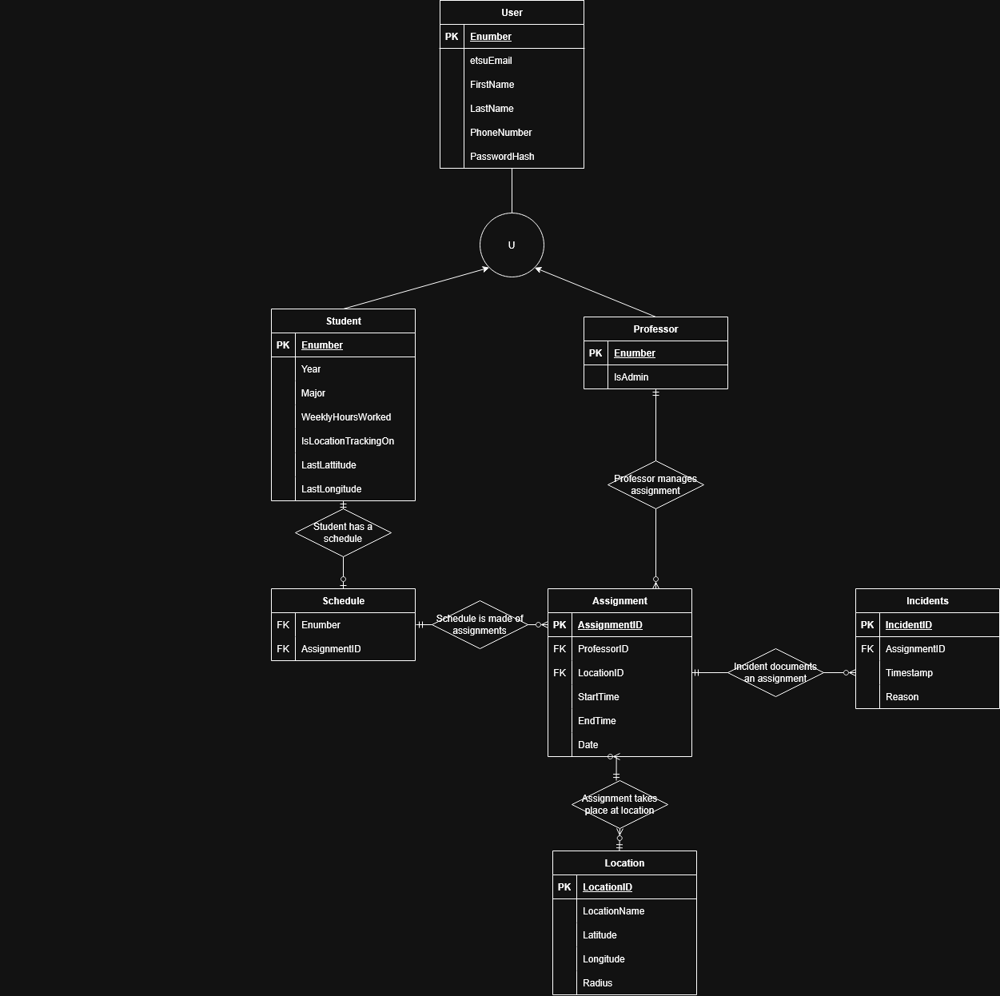 User
PK Enumber
etsuEmail
FirstName
LastName
PhoneNumber
PasswordHash
U
Student
PK Enumber
Year
Major
WeeklyHoursWorked
IsLocationTrackingOn
LastLattitude
LastLongitude
Professor
PK Enumber
IsAdmin
Professor manages
assignment
Student has a
schedule
Schedule
FK Enumber
FK AssignmentID
Schedule is made of
assignments
Assignment
PK AssignmentID
FK ProfessorID
FK LocationID
StartTime
EndTime
Date
Incident documents
an assignment
Incidents
PK IncidentID
FK AssignmentID
Timestamp
Reason
Assignment takes
place at location
Location
PK LocationID
LocationName
Latitude
Longitude
Radius